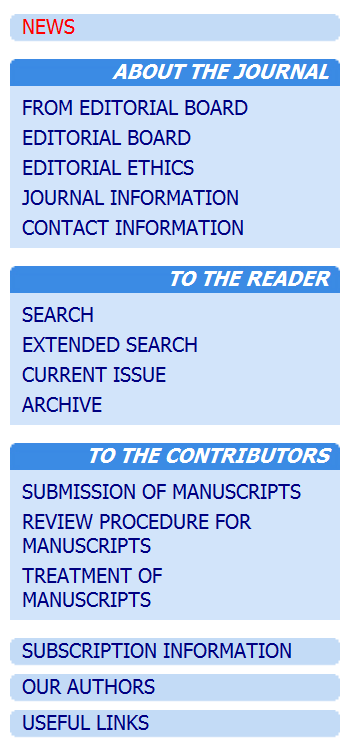 NEWS
ABOUT THE JOURNAL
FROM EDITORIAL BOARD
EDITORIAL BOARD
EDITORIAL ETHICS
JOURNAL INFORMATION
CONTACT INFORMATION
TO THE READER
SEARCH
EXTENDED SEARCH
CURRENT ISSUE
ARCHIVE
TO THE CONTRIBUTORS
SUBMISSION OF MANUSCRIPTS
REVIEW PROCEDURE FOR
MANUSCRIPTS
TREATMENT OF
MANUSCRIPTS
SUBSCRIPTION INFORMATION
OUR AUTHORS
USEFUL LINKS